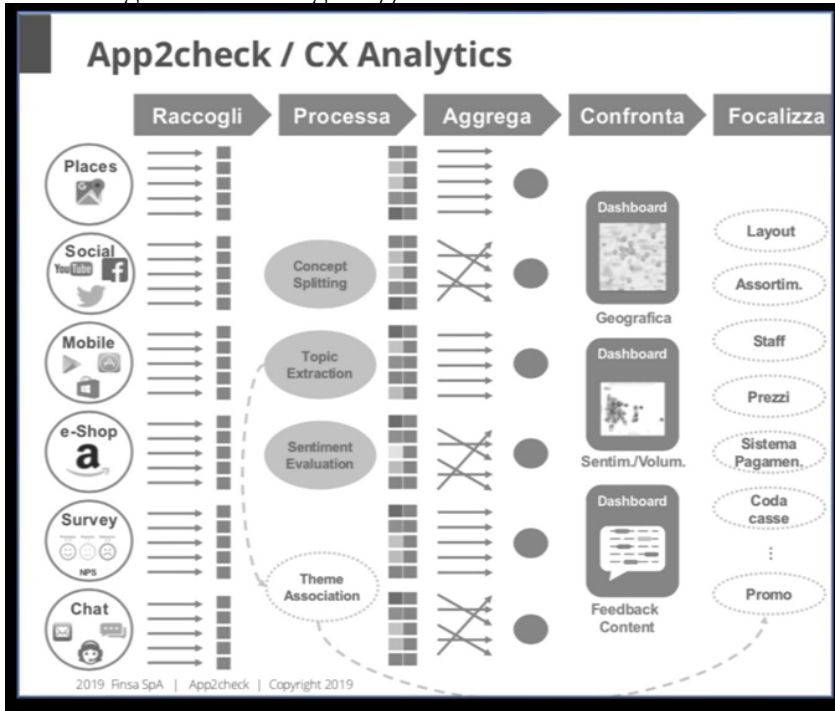 App2check / CX Analytics
Raccogli
Processa
Aggrega
Confronta
Focalizza
Places
Social
YouTube
Mobile
e-Shop
a
Survey
NPS
Chat
Concept
Splitting
Topic
Extraction
Sentiment
Evaluation
Theme
Association
Dashboard
Geografica
Dashboard
Sentim./Volum.
Dashboard
Feedback
Content
Layout
Assortim.
Staff
Prezzi
Sistema
Pagamen.
Coda
casse
⋮
Promo
2019 Finsa SpA | App2check | Copyright 2019